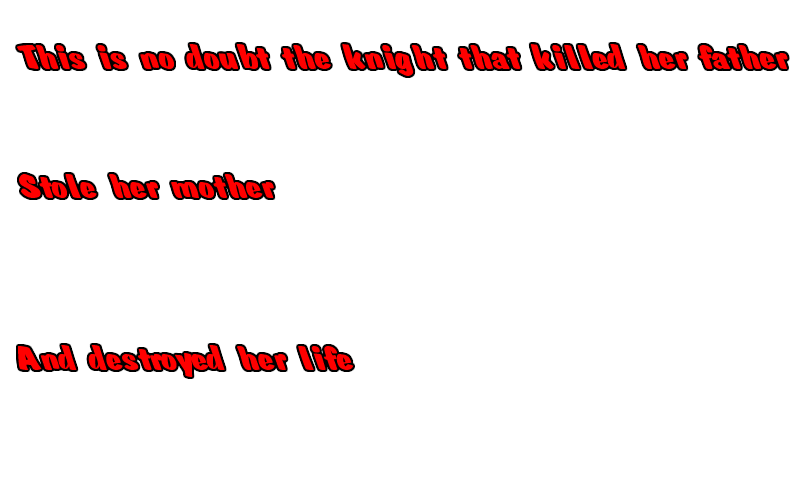 This is no doubt the knight that killed her father
Stole her mother
And destroyed her life